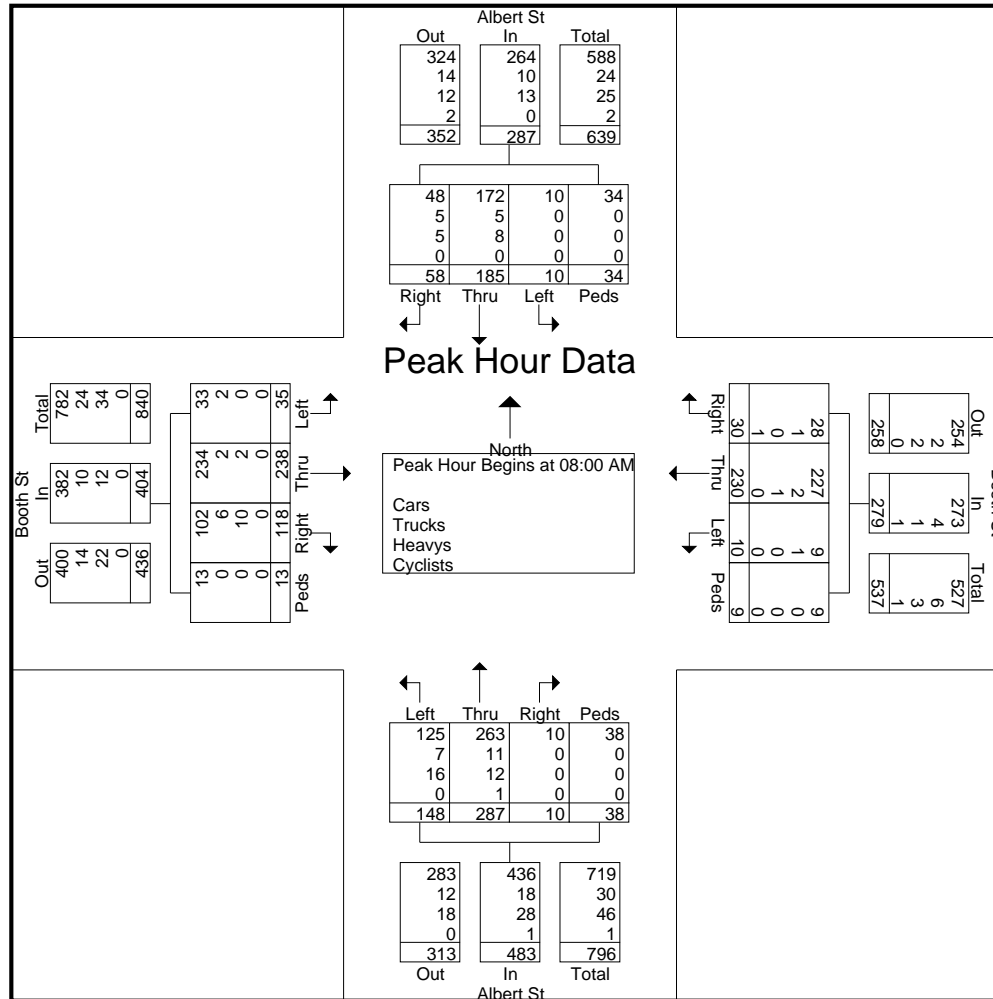 Albert St
Out In Total
324 264 588
14 10 24
12 13 25
2 0 2
352 287 639
48 172 10 34
5 5 0 0
5 8 0 0
0 0 0 0
58 185 10 34
Right Thru Left Peds
Peak Hour Data
North
Peak Hour Begins at 08:00 AM
Cars
Trucks
Heavys
Cyclists
Booth St
Total
782 24 34 0 840
In
382 10 12 0 404
Out
400 14 22 0 436
33 2 0 0 35
Left
234 2 2 0 238
Thru
102 6 10 0 118
Right
13 0 0 0 13
Peds
Right
28 1 0 1 30
Thru
227 2 1 0 230
Left
9 1 0 0 10
Peds
9 0 0 0 9
Out
254 2 2 0 258
In
273 4 1 1 279
Total
527 6 3 1 537
Left Thru Right Peds
125 263 10 38
7 11 0 0
16 12 0 0
0 1 0 0
148 287 10 38
283 436 719
12 18 30
18 28 46
0 1 1
313 483 796
Out In Total
Albert St